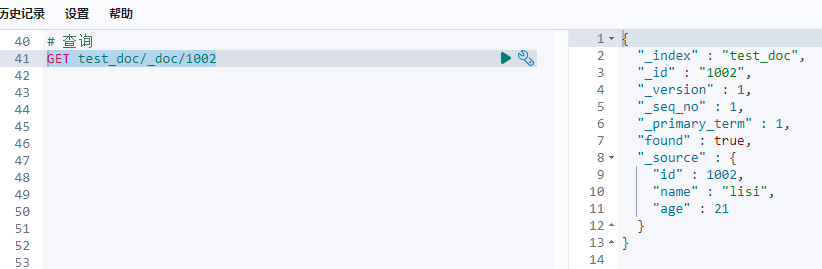 历史记录 设置 帮助
40 # 查询
41 GET test_doc/_doc/1002
42
43
44
45
46
47
48
49
50
51
52
53
1 {
2 "_index" : "test_doc",
3 "_id" : "1002",
4 "_version" : 1,
5 "_seq_no" : 1,
6 "_primary_term" : 1,
7 "found" : true,
8 "_source" : {
9 "id" : 1002,
10 "name" : "lisi",
11 "age" : 21
12 }
13 }
14